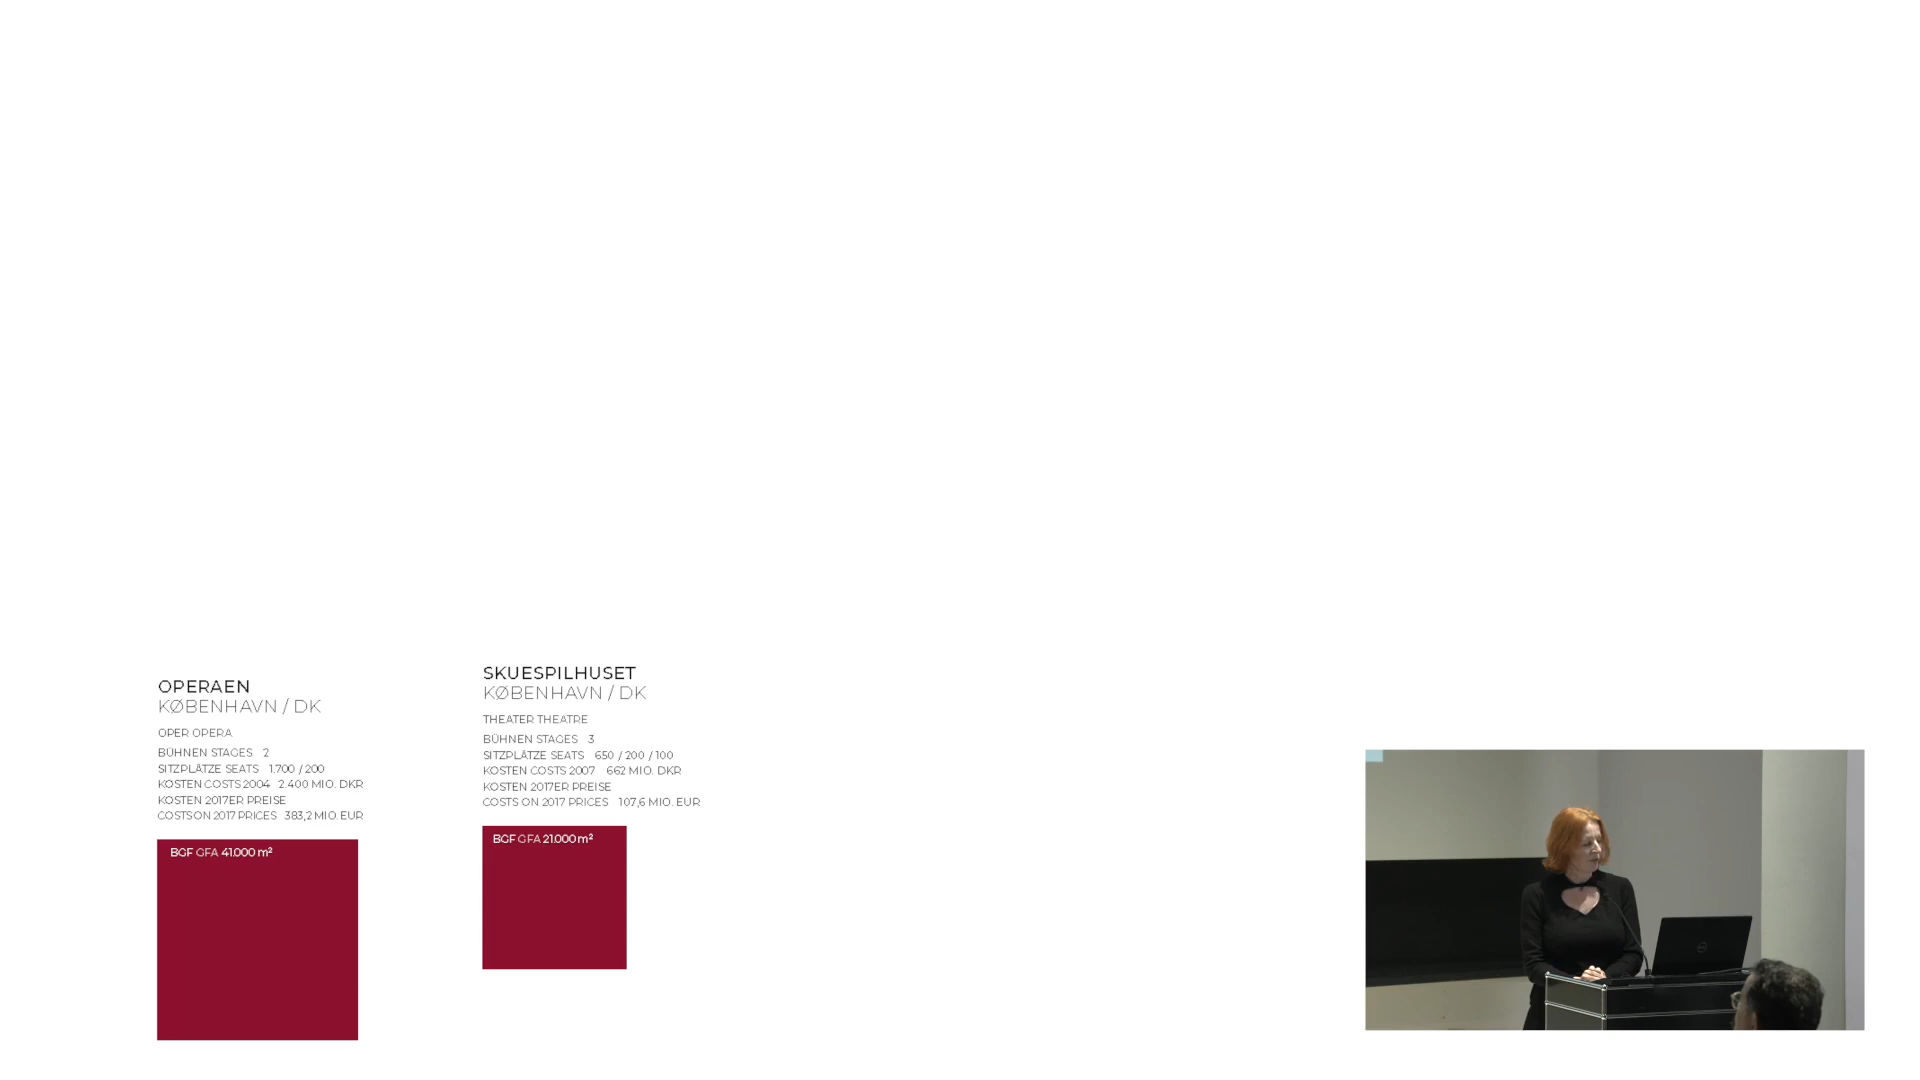 OPERAEN
KØBENHAVN / DK
OPER OPERA
BÜHNEN STAGES 2
SITZPLÄTZE SEATS 1.700 / 200
KOSTEN COSTS 2004 2.400 MIO. DKR
KOSTEN 2017ER PREISE
COSTS ON 2017 PRICES 383,2 MIO. EUR
BGF GFA 41.000 m²
SKUESPILHUSET
KØBENHAVN / DK
THEATER THEATRE
BÜHNEN STAGES 3
SITZPLÄTZE SEATS 650 / 200 / 100
KOSTEN COSTS 2007 662 MIO. DKR
KOSTEN 2017ER PREISE
COSTS ON 2017 PRICES 107,6 MIO. EUR
BGF GFA 21.000 m²